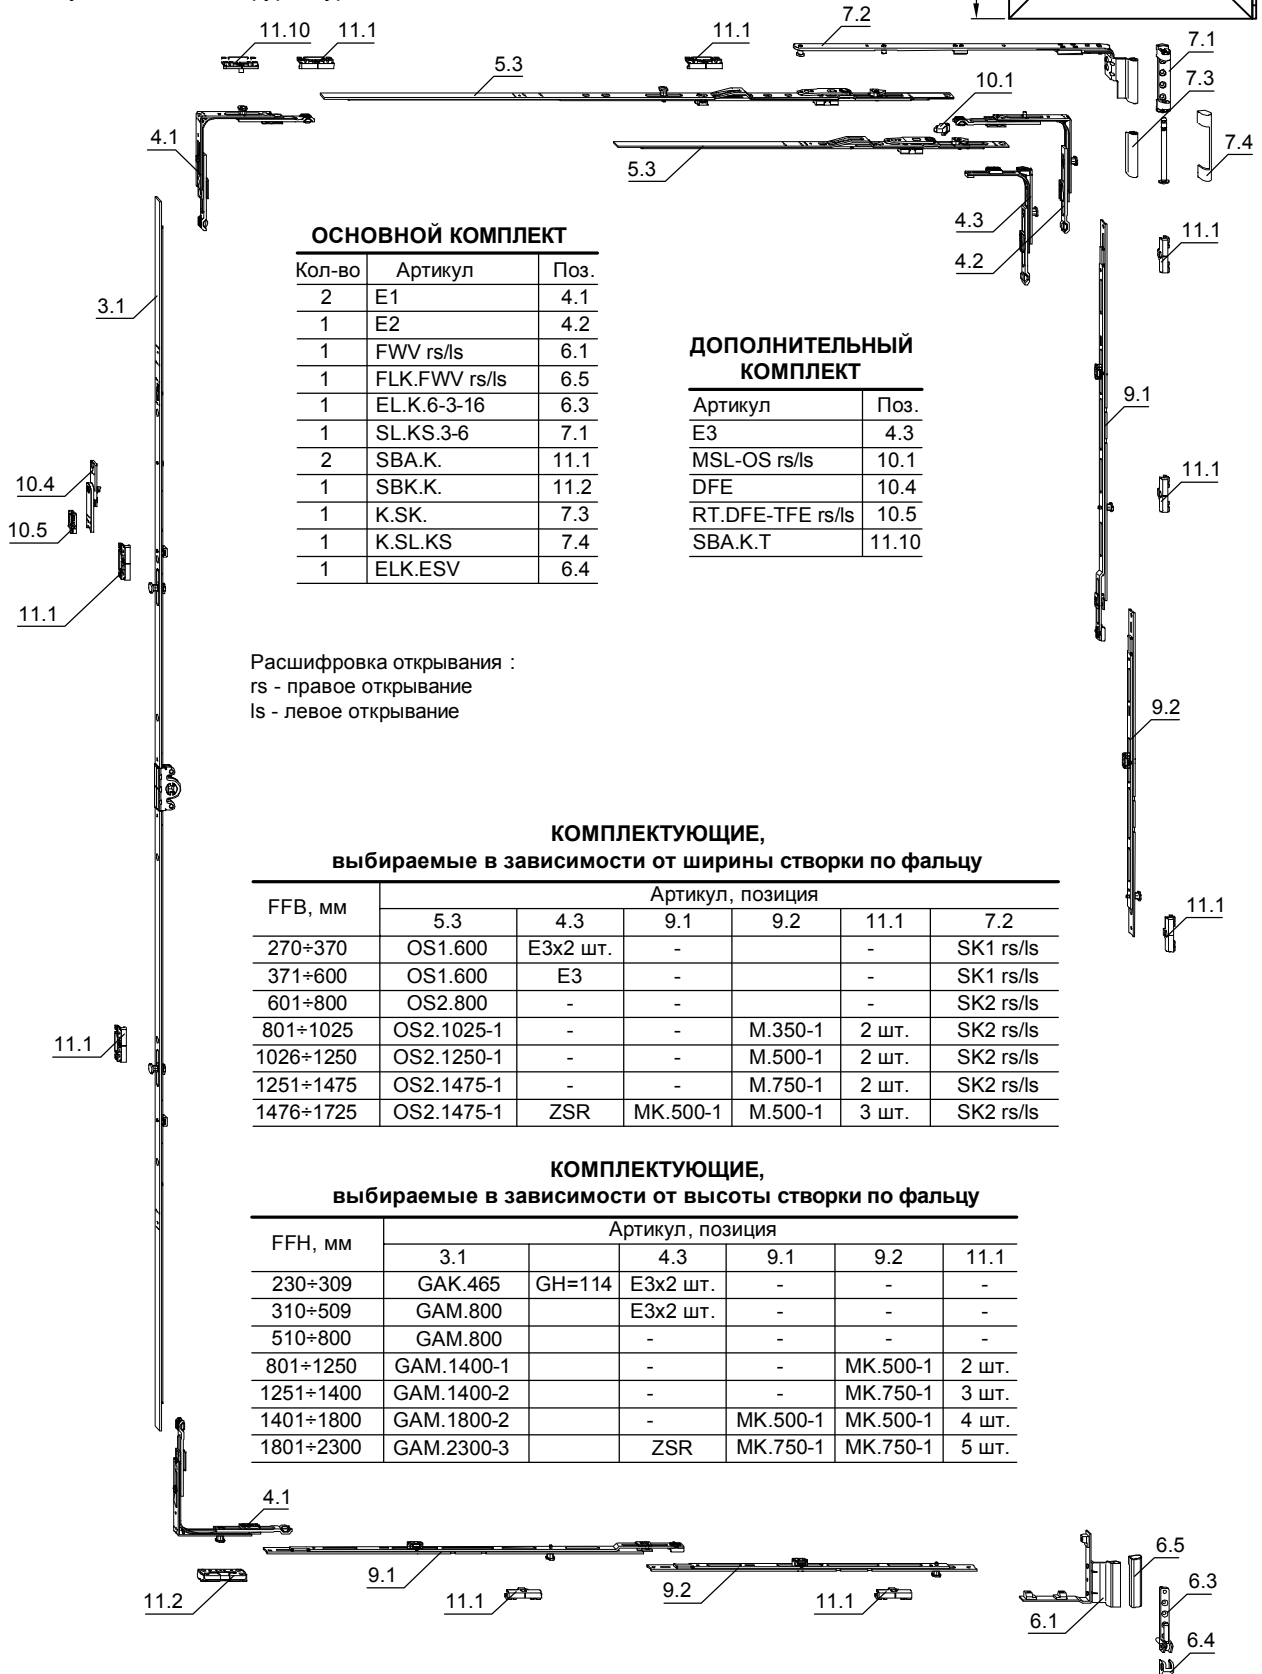 11.10
11.1
11.1
7.2
7.1
5.3
7.3
10.1
4.1
7.4
5.3
4.3
4.2
11.1
3.1
ОСНОВНОЙ КОМПЛЕКТ
Кол-во Артикул Поз.
2 E1 4.1
1 E2 4.2
1 FWV rs/ls 6.1
1 FLK.FWV rs/ls 6.5
1 EL.K.6-3-16 6.3
1 SL.KS.3-6 7.1
2 SBA.K. 11.1
1 SBK.K. 11.2
1 K.SK. 7.3
1 K.SL.KS 7.4
1 ELK.ESV 6.4
ДОПОЛНИТЕЛЬНЫЙ
КОМПЛЕКТ
Артикул Поз.
E3 4.3
MSL-OS rs/ls 10.1
DFE 10.4
RT.DFE-TFE rs/ls 10.5
SBA.K.T 11.10
9.1
10.4
11.1
10.5
11.1
Расшифровка открывания :
rs - правое открывание
ls - левое открывание
9.2
КОМПЛЕКТУЮЩИЕ,
выбираемые в зависимости от ширины створки по фальцу
FFB, мм Артикул, позиция
5.3 4.3 9.1 9.2 11.1 7.2
270÷370 OS1.600 E3x2 шт. - - SK1 rs/ls
371÷600 OS1.600 E3 - - SK1 rs/ls
601÷800 OS2.800 - - - SK2 rs/ls
801÷1025 OS2.1025-1 - - M.350-1 2 шт. SK2 rs/ls
1026÷1250 OS2.1250-1 - - M.500-1 2 шт. SK2 rs/ls
1251÷1475 OS2.1475-1 - - M.750-1 2 шт. SK2 rs/ls
1476÷1725 OS2.1475-1 ZSR MK.500-1 M.500-1 3 шт. SK2 rs/ls
11.1
11.1
КОМПЛЕКТУЮЩИЕ,
выбираемые в зависимости от высоты створки по фальцу
FFH, мм Артикул, позиция
3.1 4.3 9.1 9.2 11.1
230÷309 GAK.465 GH=114 E3x2 шт. - - -
310÷509 GAM.800 E3x2 шт. - - -
510÷800 GAM.800 - - - -
801÷1250 GAM.1400-1 - - MK.500-1 2 шт.
1251÷1400 GAM.1400-2 - - MK.750-1 3 шт.
1401÷1800 GAM.1800-2 - MK.500-1 MK.500-1 4 шт.
1801÷2300 GAM.2300-3 ZSR MK.750-1 MK.750-1 5 шт.
4.1
9.1
11.2
11.1
9.2
11.1
6.5
6.3
6.1
6.4